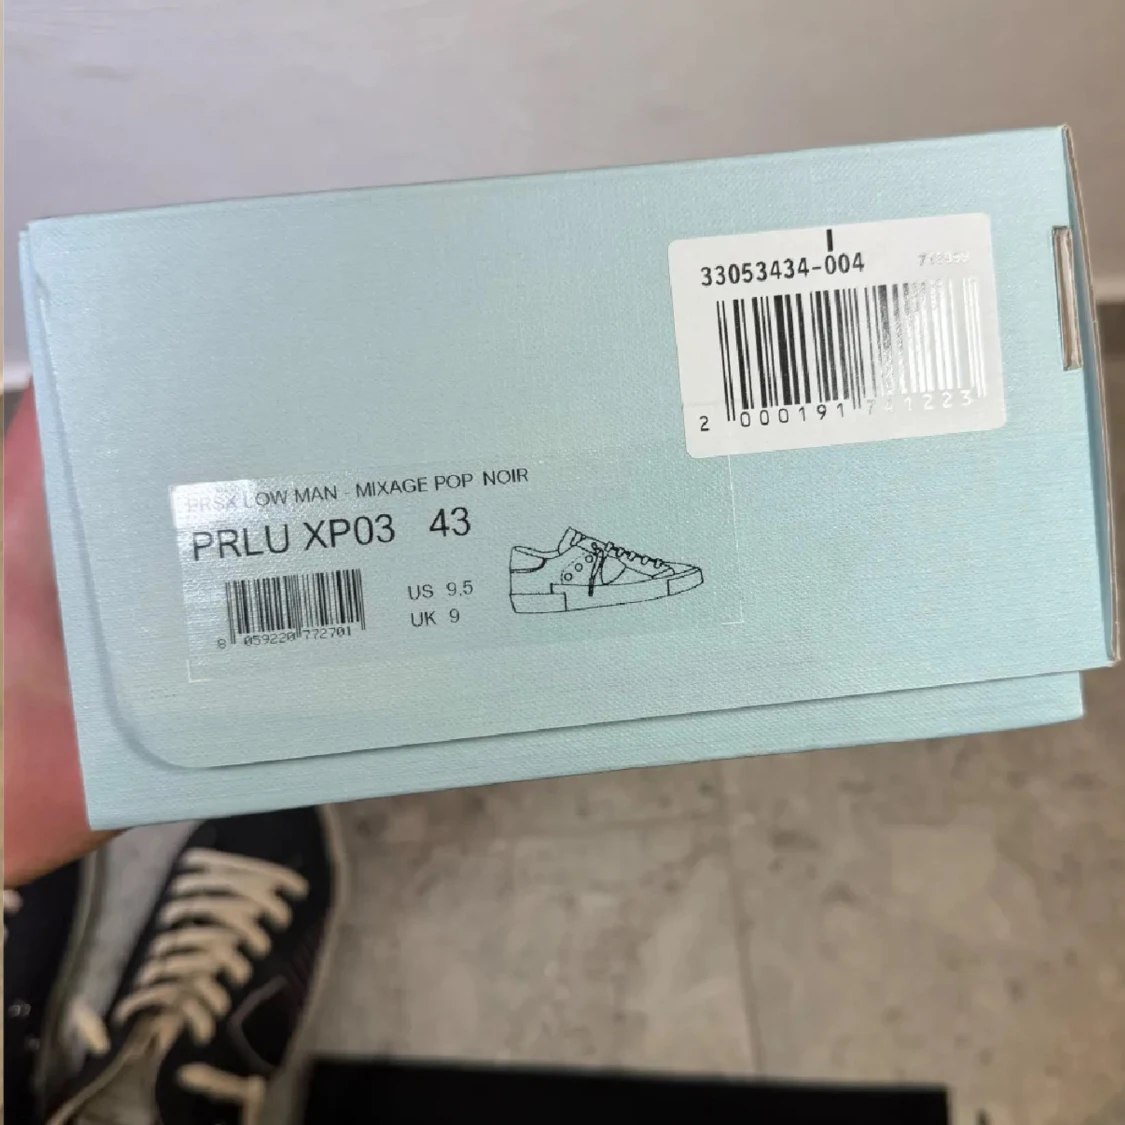 33053434-004
2 000191 741223
PRSX LOW MAN - MIXAGE POP NOIR
PRLU XP03 43
US 9.5
UK 9
8 059220 772701